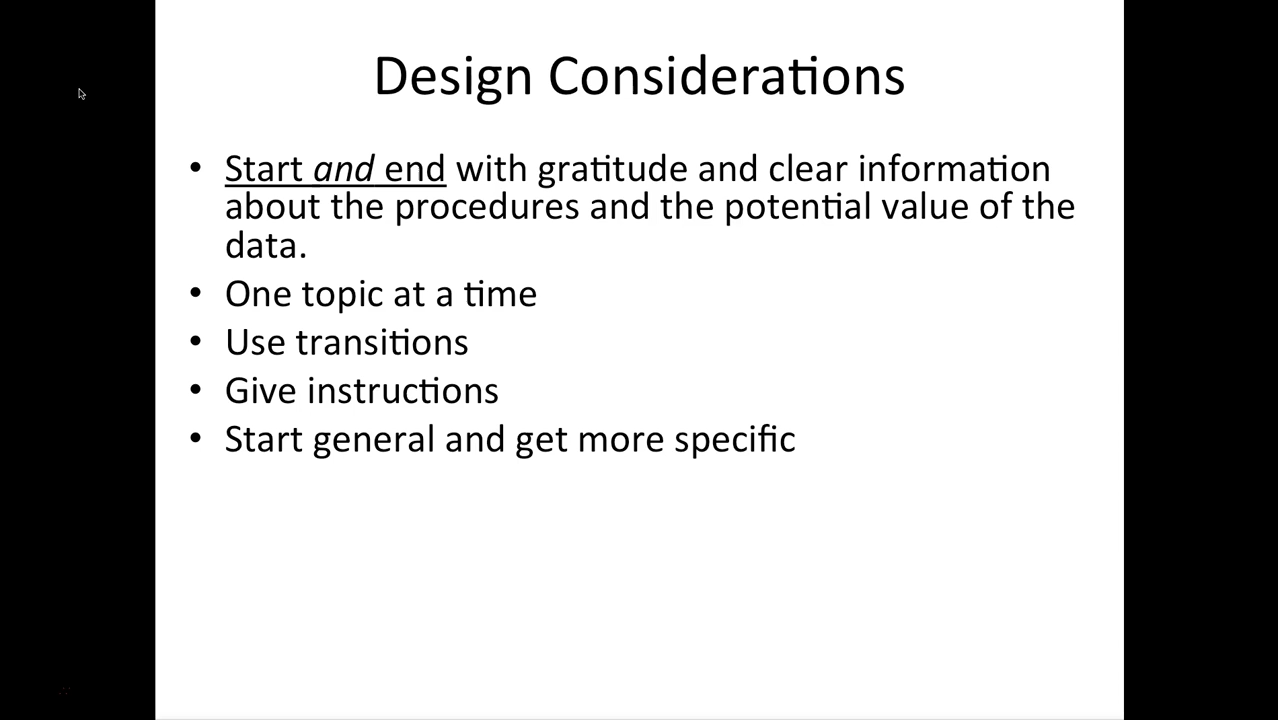 Design Considerations
• Start and end with gratitude and clear information
about the procedures and the potential value of the
data.
• One topic at a time
• Use transitions
• Give instructions
• Start general and get more specific